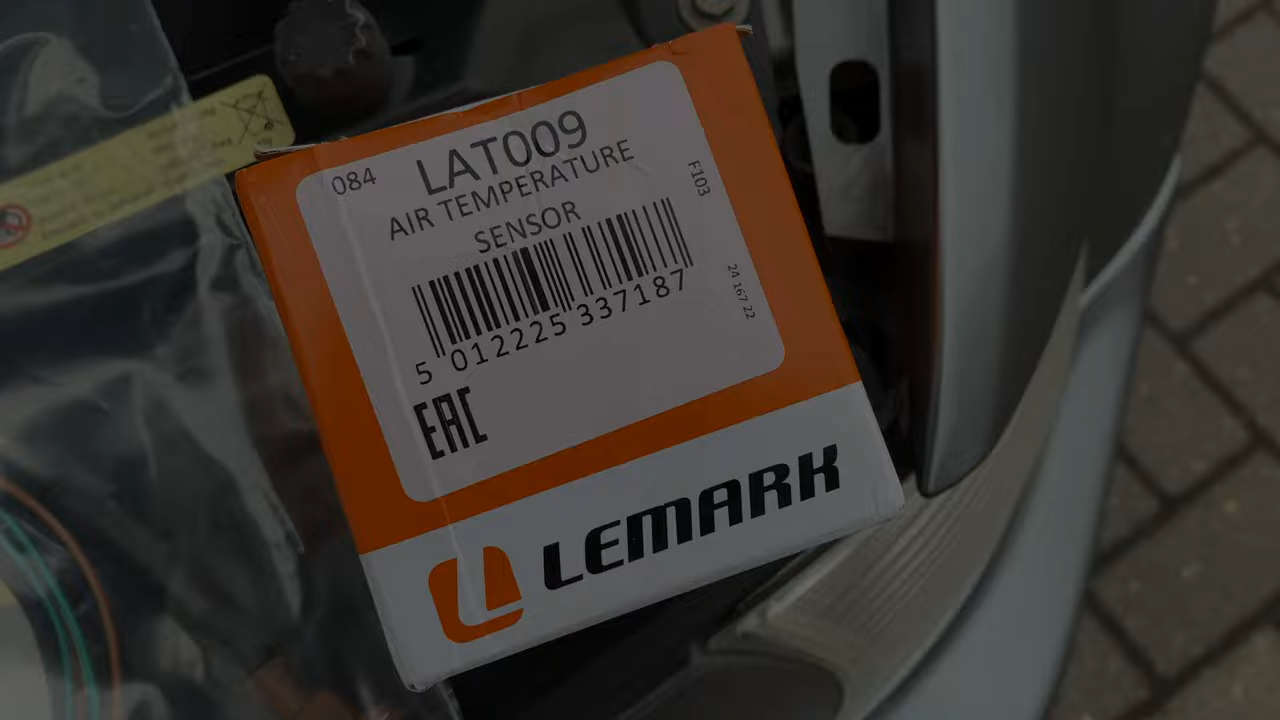 084
LAT009
AIR TEMPERATURE
SENSOR
F103
24 167 22
5 012225 337187
EAC
LEMARK